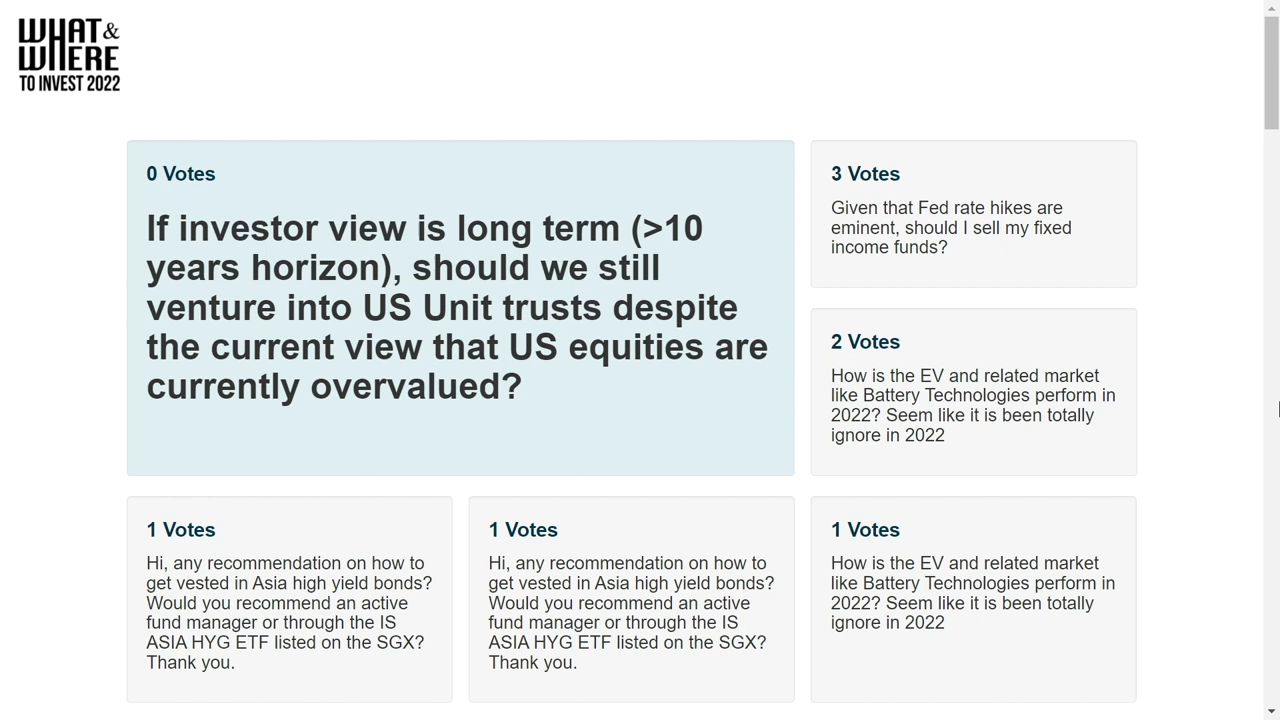 WHAT&
WHERE
TO INVEST 2022
0 Votes
If investor view is long term (>10
years horizon), should we still
venture into US Unit trusts despite
the current view that US equities are
currently overvalued?
3 Votes
Given that Fed rate hikes are
eminent, should I sell my fixed
income funds?
2 Votes
How is the EV and related market
like Battery Technologies perform in
2022? Seem like it is been totally
ignore in 2022
1 Votes
Hi, any recommendation on how to
get vested in Asia high yield bonds?
Would you recommend an active
fund manager or through the IS
ASIA HYG ETF listed on the SGX?
Thank you.
1 Votes
Hi, any recommendation on how to
get vested in Asia high yield bonds?
Would you recommend an active
fund manager or through the IS
ASIA HYG ETF listed on the SGX?
Thank you.
1 Votes
How is the EV and related market
like Battery Technologies perform in
2022? Seem like it is been totally
ignore in 2022